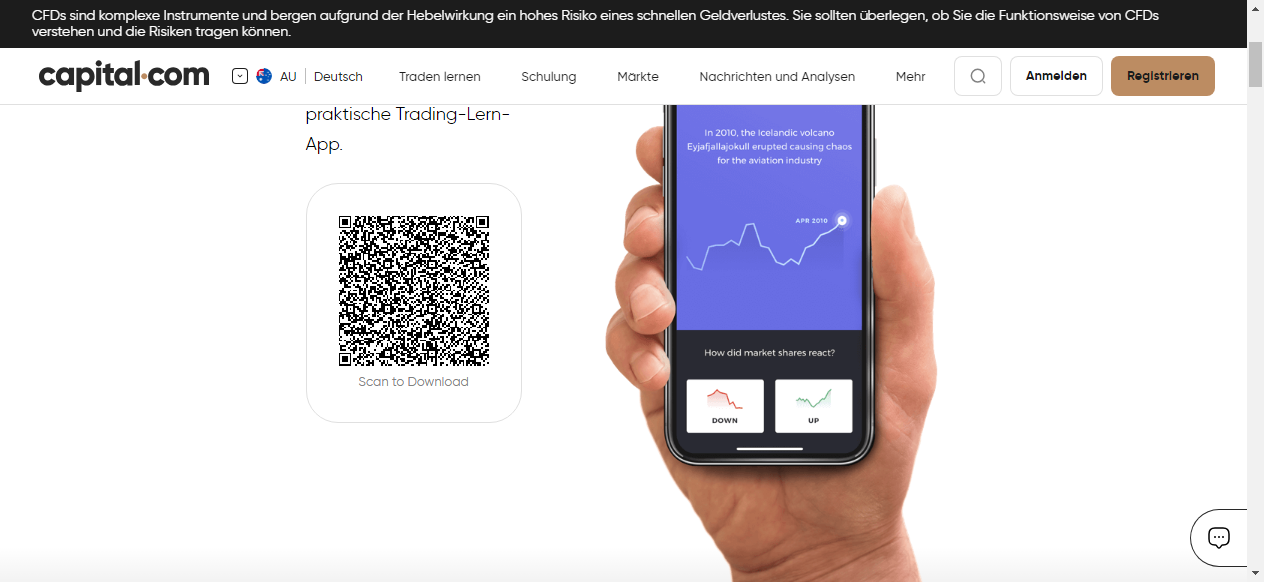 CFDs sind komplexe Instrumente und bergen aufgrund der Hebelwirkung ein hohes Risiko eines schnellen Geldverlustes. Sie sollten überlegen, ob Sie die Funktionsweise von CFDs
verstehen und die Risiken tragen können.
capital.com
AU
Deutsch
Traden lernen
Schulung
Märkte
Nachrichten und Analysen
Mehr
Anmelden
Registrieren
praktische Trading-Lern-
App.
Scan to Download
In 2010, the Icelandic volcano
Eyjafjallajokull erupted causing chaos
for the aviation industry
APR 2010
How did market shares react?
DOWN
UP